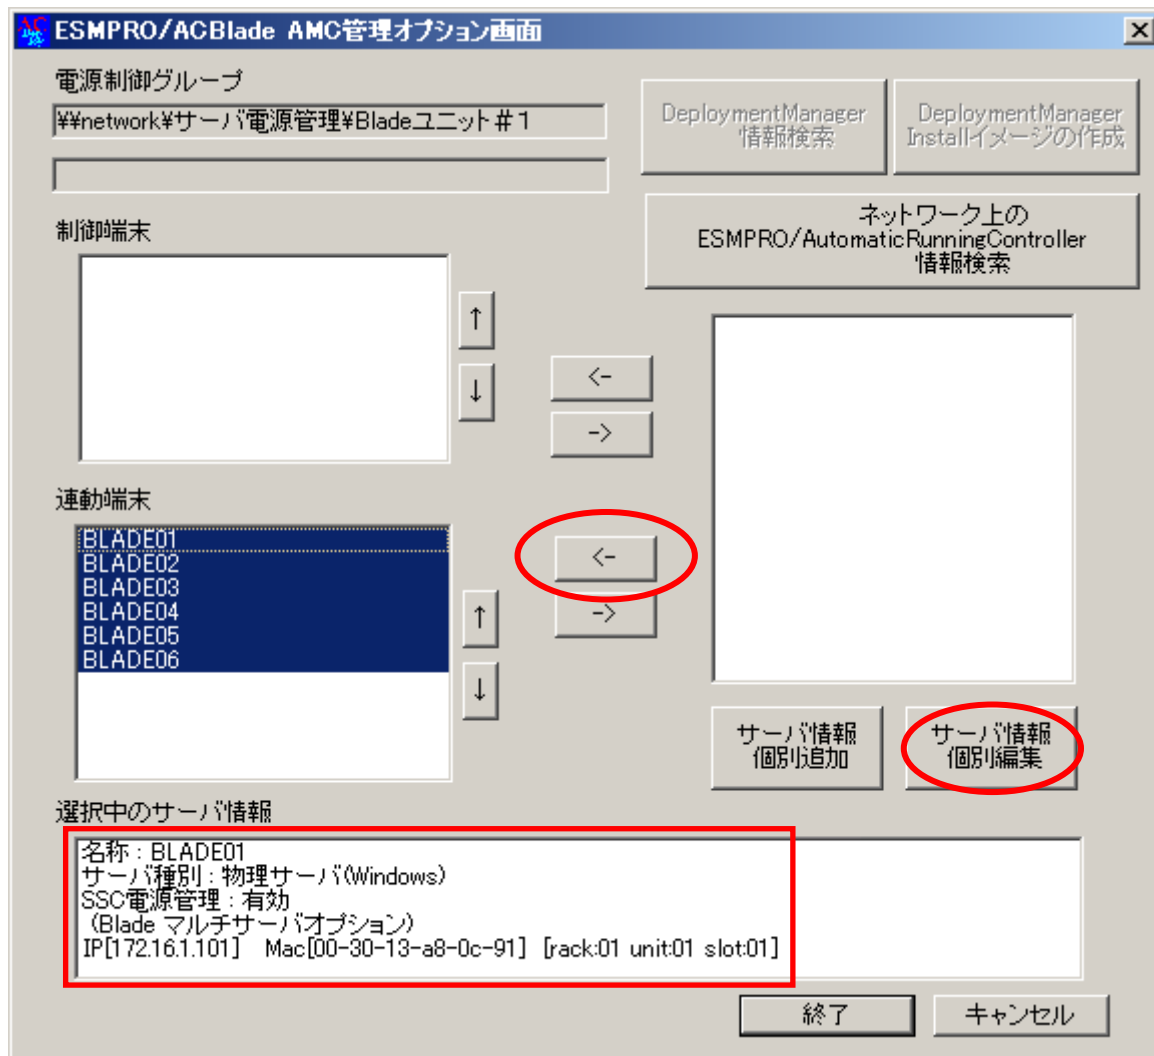 ESMPRO/ACBlade AMC管理オプション画面
電源制御グループ
¥¥network¥サーバ電源管理¥Bladeユニット#1
DeploymentManager
情報検索
DeploymentManager
Installイメージの作成
ネットワーク上の
ESMPRO/AutomaticRunningController
情報検索
制御端末
↑
↓
<-
->
連動端末
BLADE01
BLADE02
BLADE03
BLADE04
BLADE05
BLADE06
↑
↓
<-
->
サーバ情報
個別追加
サーバ情報
個別編集
選択中のサーバ情報
名称:BLADE01
サーバ種別:物理サーバ(Windows)
SSC電源管理:有効
(Blade マルチサーバオプション)
IP[172.16.1.101] Mac[00-30-13-a8-0c-91] [rack:01 unit:01 slot:01]
終了
キャンセル